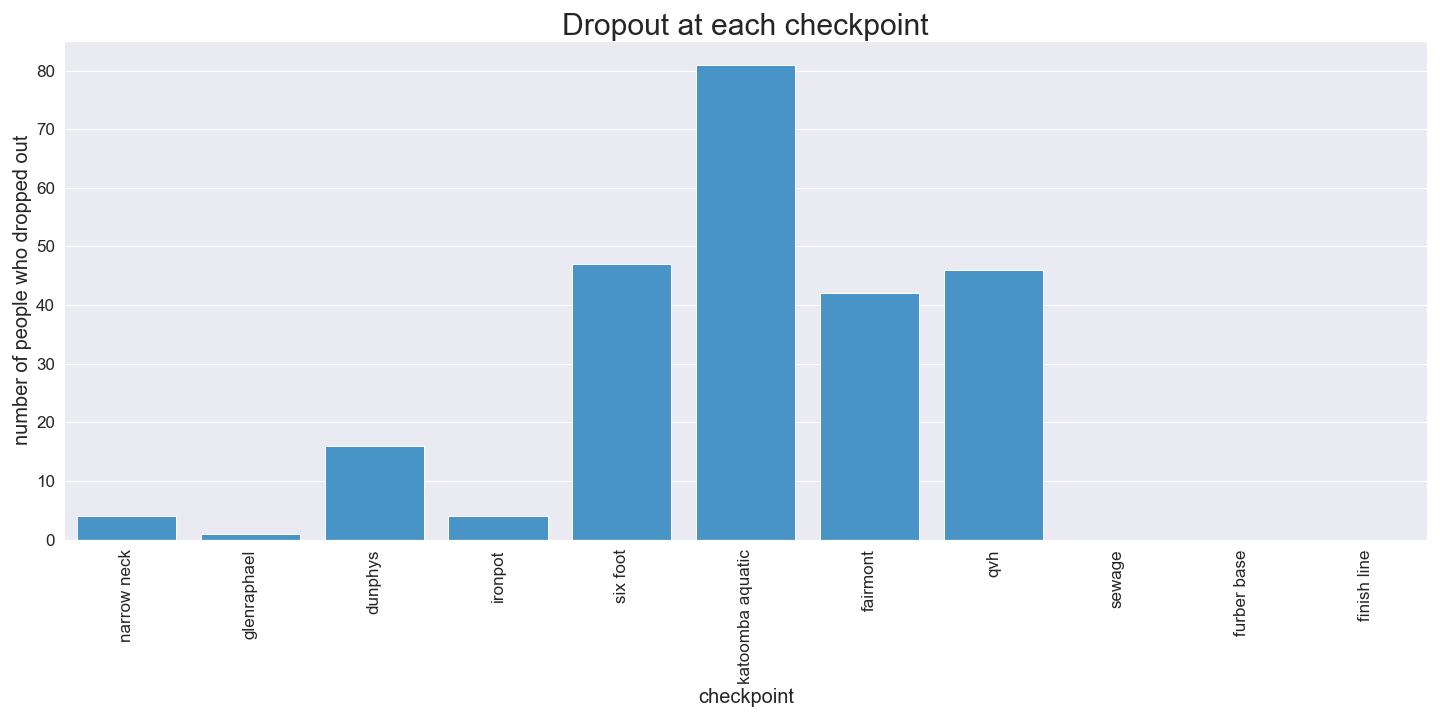 Dropout at each checkpoint
number of people who dropped out
80
70
60
50
40
30
20
10
0
narrow neck
glenraphael
dunphys
ironpot
six foot
katoomba aquatic
fairmont
qvh
sewage
furber base
finish line
checkpoint